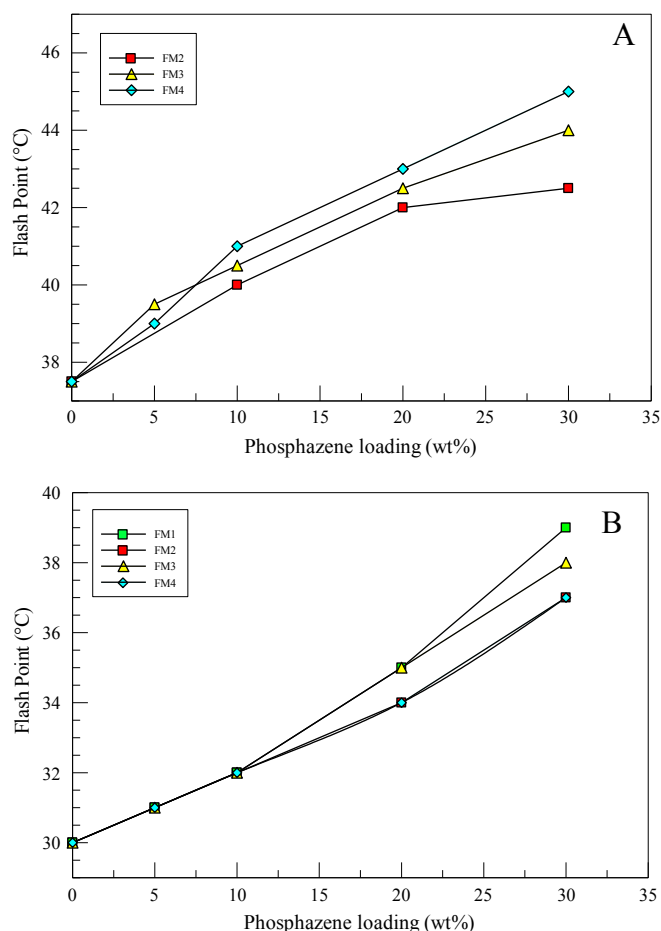 A
FM2
FM3
FM4
46
44
42
40
38
Flash Point (°C)
0 5 10 15 20 25 30 35
Phosphazene loading (wt%)
B
FM1
FM2
FM3
FM4
40
38
36
34
32
30
Flash Point (°C)
0 5 10 15 20 25 30 35
Phosphazene loading (wt%)